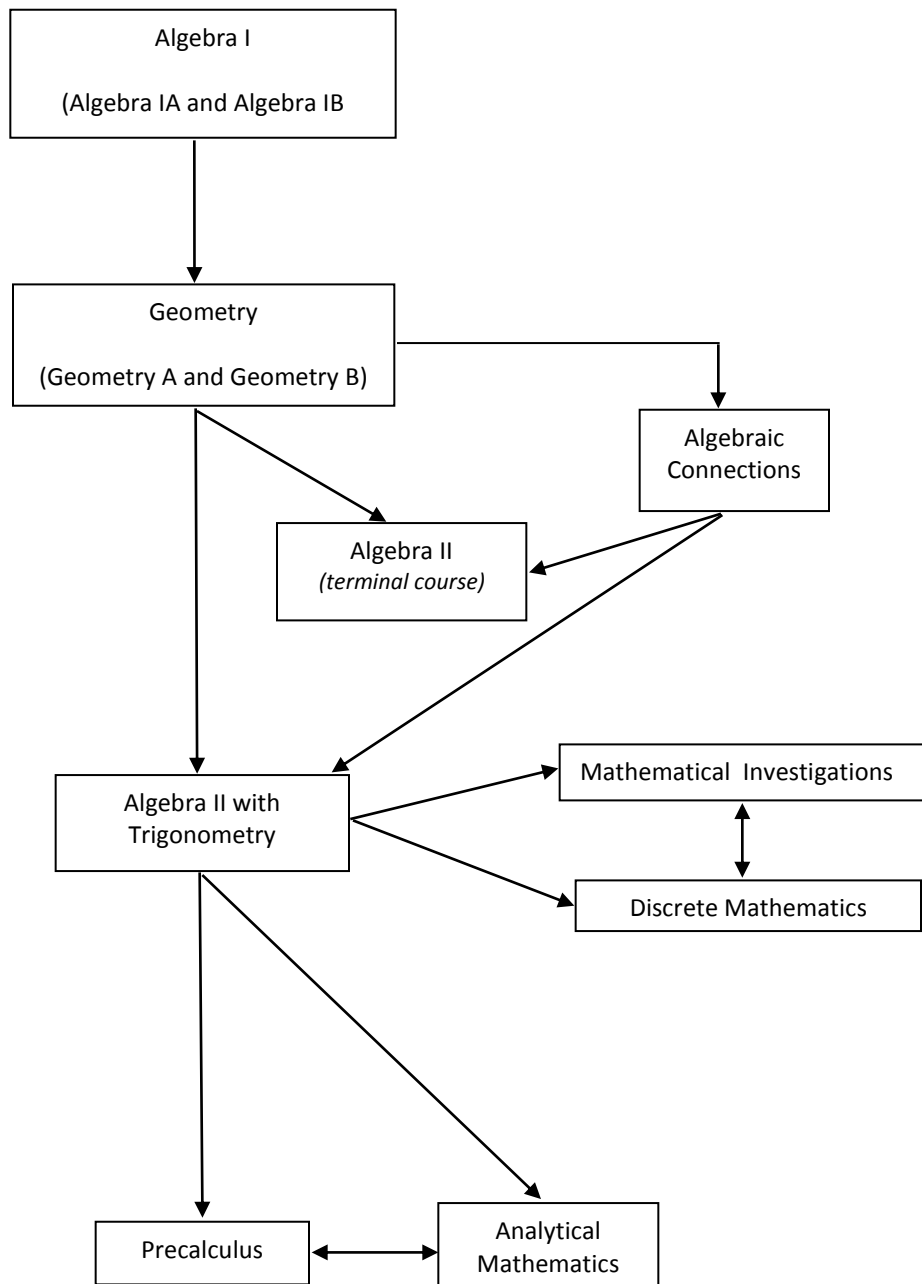 Algebra I
(Algebra IA and Algebra IB
Geometry
(Geometry A and Geometry B)
Algebraic
Connections
Algebra II
(terminal course)
Algebra II with
Trigonometry
Mathematical Investigations
Discrete Mathematics
Precalculus
Analytical
Mathematics